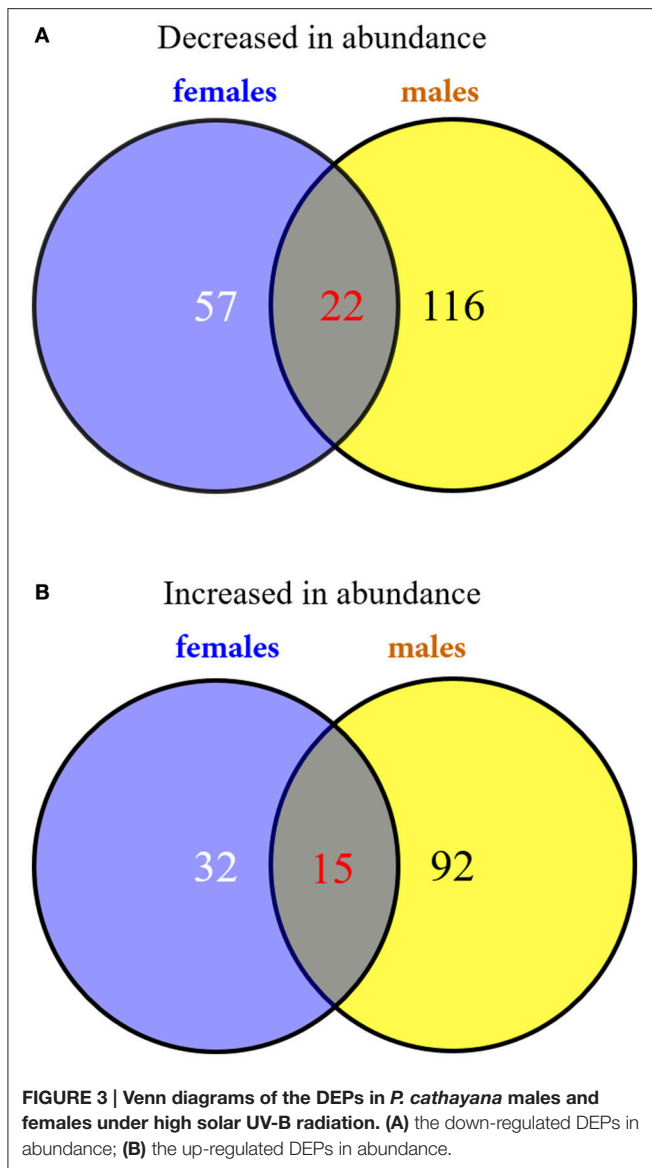 A
Decreased in abundance
females males
57 22 116
B
Increased in abundance
females males
32 15 92
FIGURE 3 | Venn diagrams of the DEPs in P. cathayana males and
females under high solar UV-B radiation. (A) the down-regulated DEPs in
abundance; (B) the up-regulated DEPs in abundance.